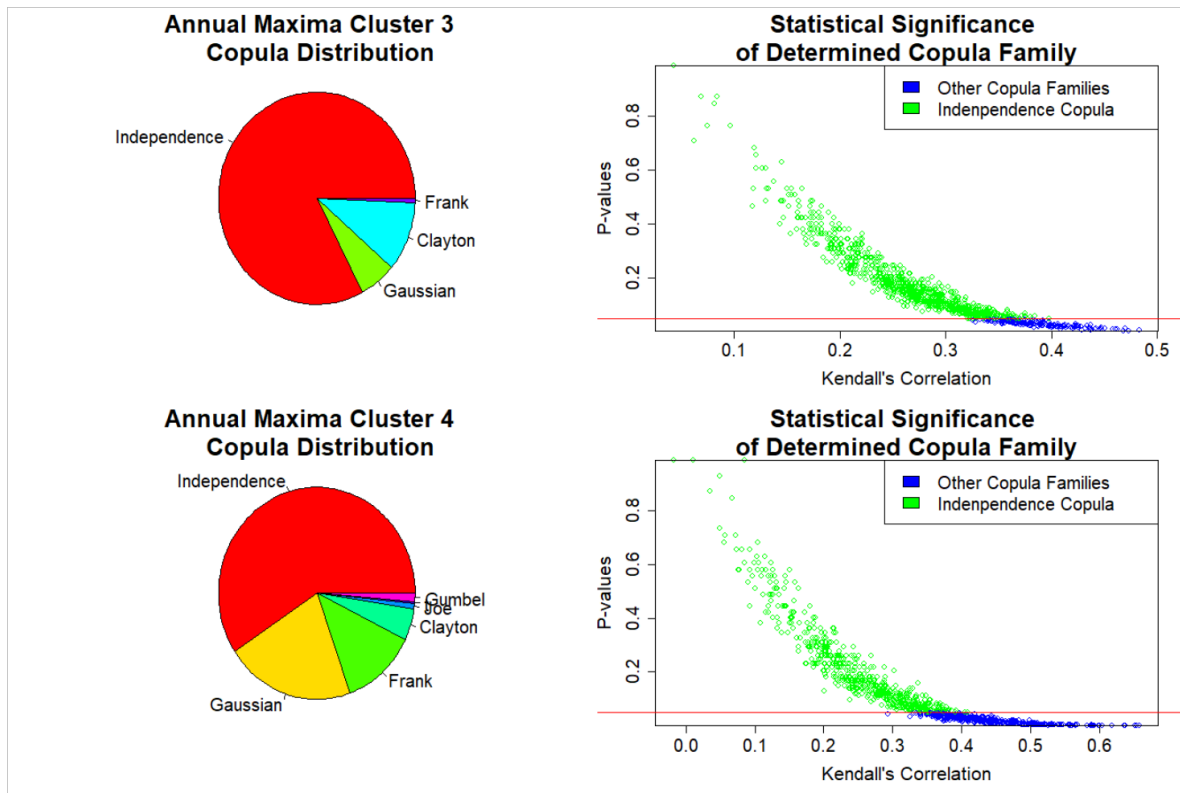 Annual Maxima Cluster 3
Copula Distribution
Independence
Frank
Clayton
Gaussian
Statistical Significance
of Determined Copula Family
Other Copula Families
Indenpendence Copula
P-values
0.8
0.6
0.4
0.2
0.1
0.2
0.3
0.4
0.5
Kendall's Correlation
Annual Maxima Cluster 4
Copula Distribution
Independence
Gumbel
Joe
Clayton
Frank
Gaussian
Statistical Significance
of Determined Copula Family
Other Copula Families
Indenpendence Copula
P-values
0.8
0.6
0.4
0.2
0.0
0.1
0.2
0.3
0.4
0.5
0.6
Kendall's Correlation